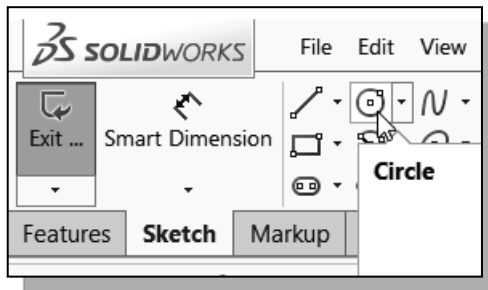 SOLIDWORKS File Edit View
Exit ... Smart Dimension
Circle
Features Sketch Markup